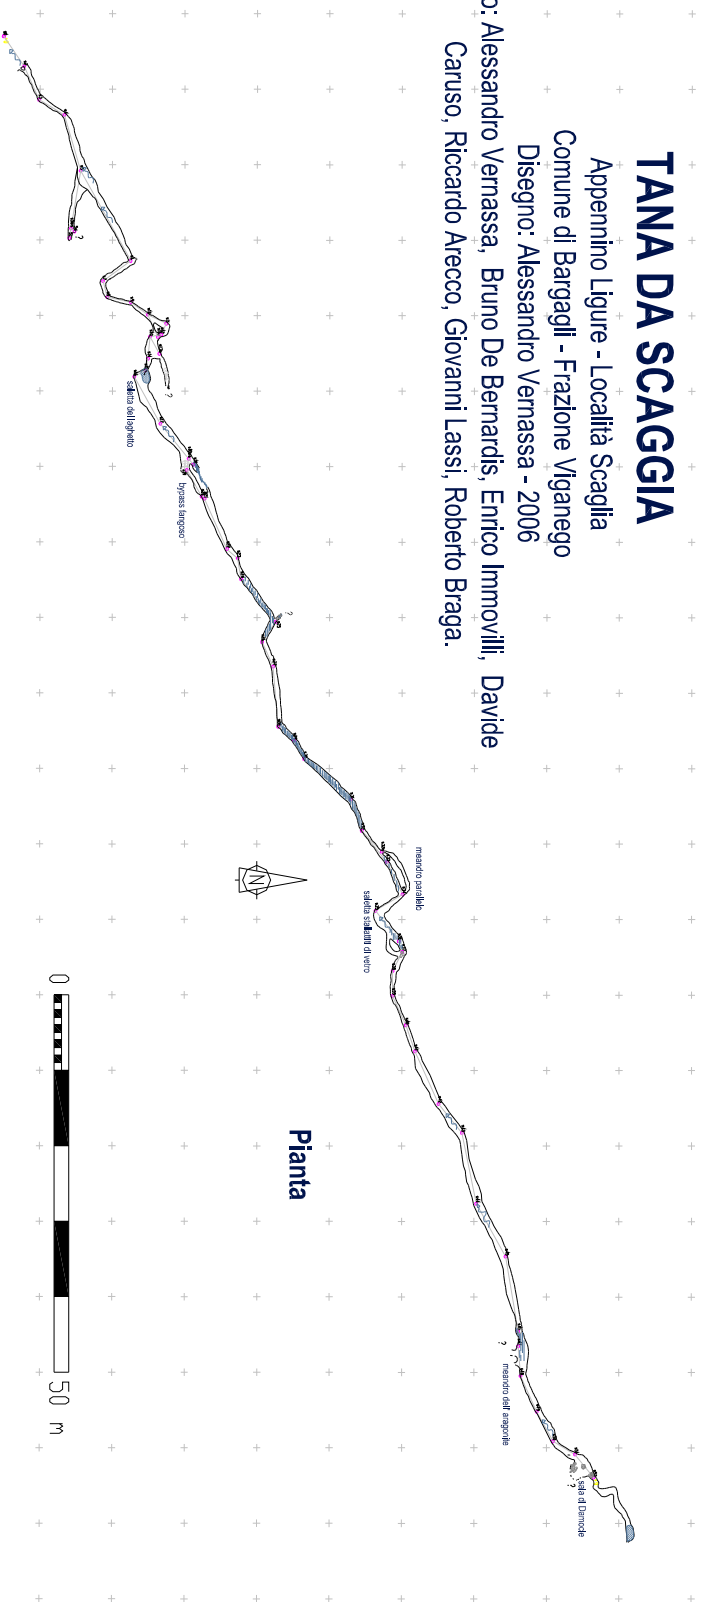 TANA DA SCAGGIA
Appennino Ligure - Località Scaglia
Comune di Bargagli - Frazione Viganego
Disegno: Alessandro Vernassa - 2006
o: Alessandro Vernassa, Bruno De Bernardis, Enrico Immovilli, Davide
Caruso, Riccardo Arecco, Giovanni Lassi, Roberto Braga.
?
?
saletta del laghetto
bypass fangoso
?
meandro parallelo
saletta stalattiti di vetro
N
Pianta
?
meandro dell' aragonite
?
sala di Damocle
0
50 m